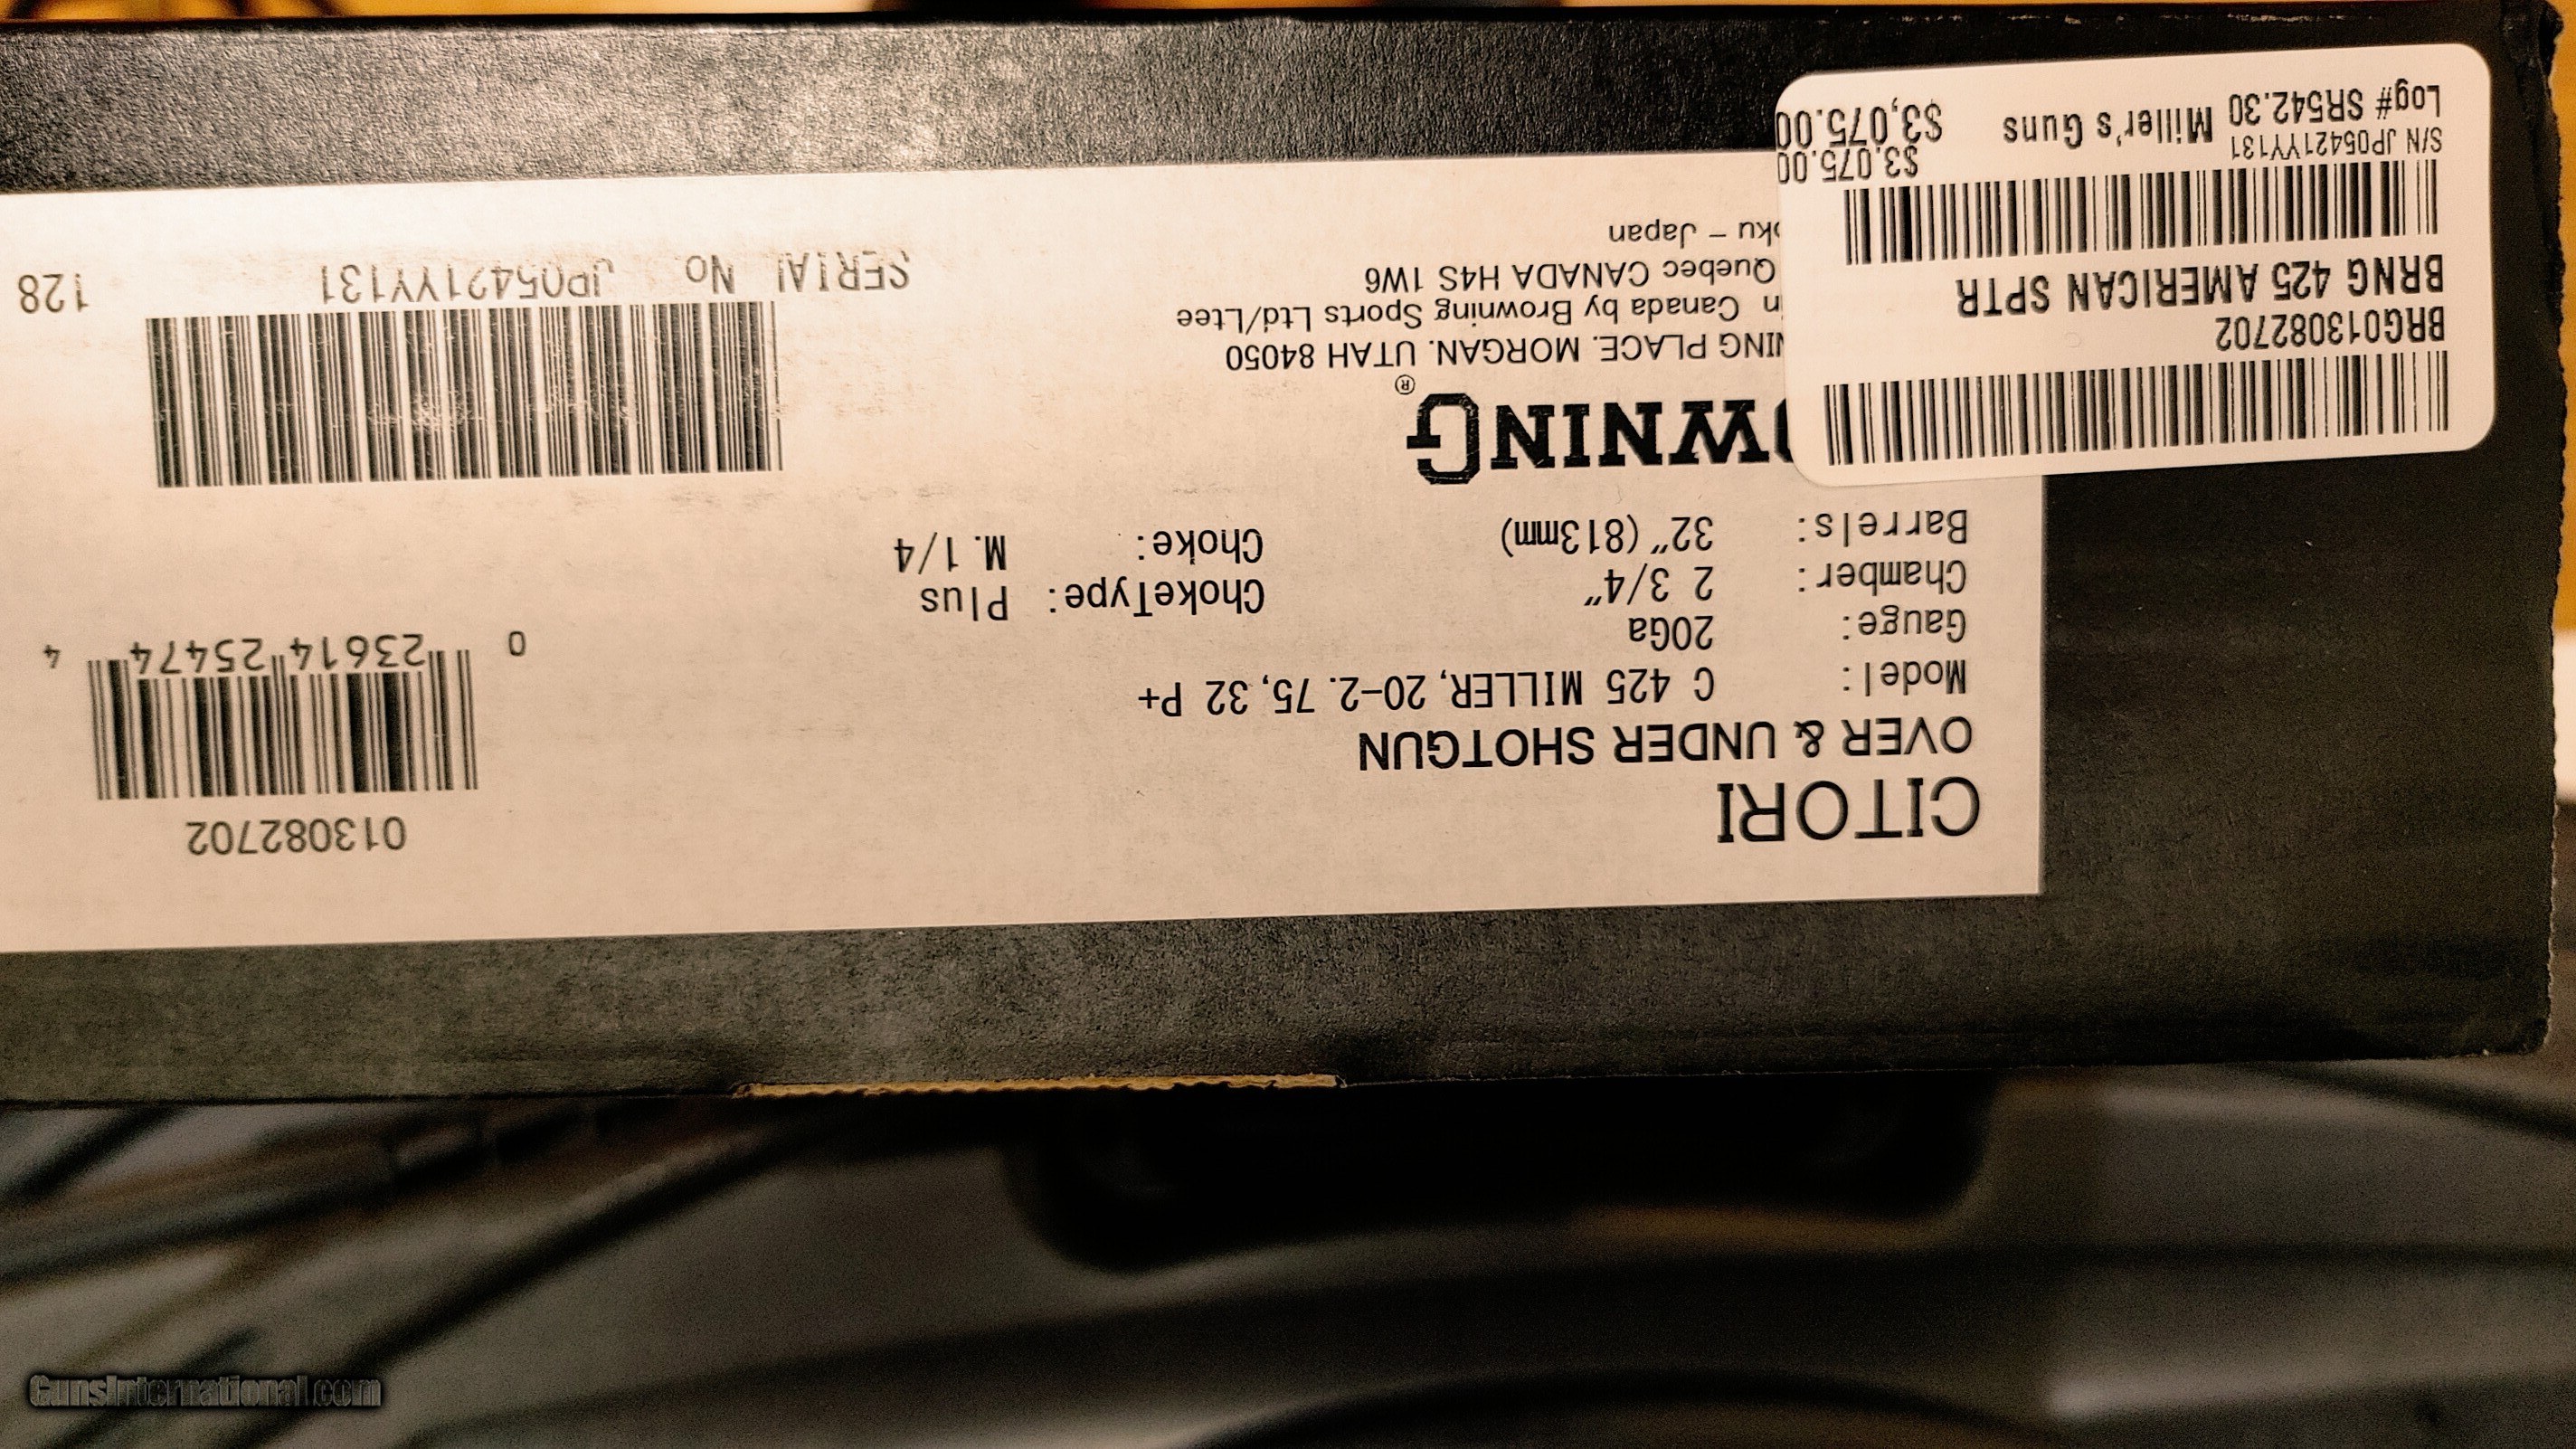 CITORI
OVER & UNDER SHOTGUN
Model: C 425 MILLER, 20-2. 75, 32 P+
Gauge: 20Ga
Chamber: 2 3/4" ChokeType: Plus
Barrels: 32" (813mm) Choke: M. 1/4
WNING®
NING PLACE. MORGAN. UTAH 84050
n Canada by Browning Sports Ltd/Ltee
Quebec CANADA H4S 1W6
oku - Japan
013082702
0 23614 25474 4
SERIAL No JP05421YY131 128
BRG013082702
BRNG 425 AMERICAN SPTR
$3,075.00
S/N JP05421YY131
Log# SR542.30 Miller's Guns $3,075.00
GunsInternational.com